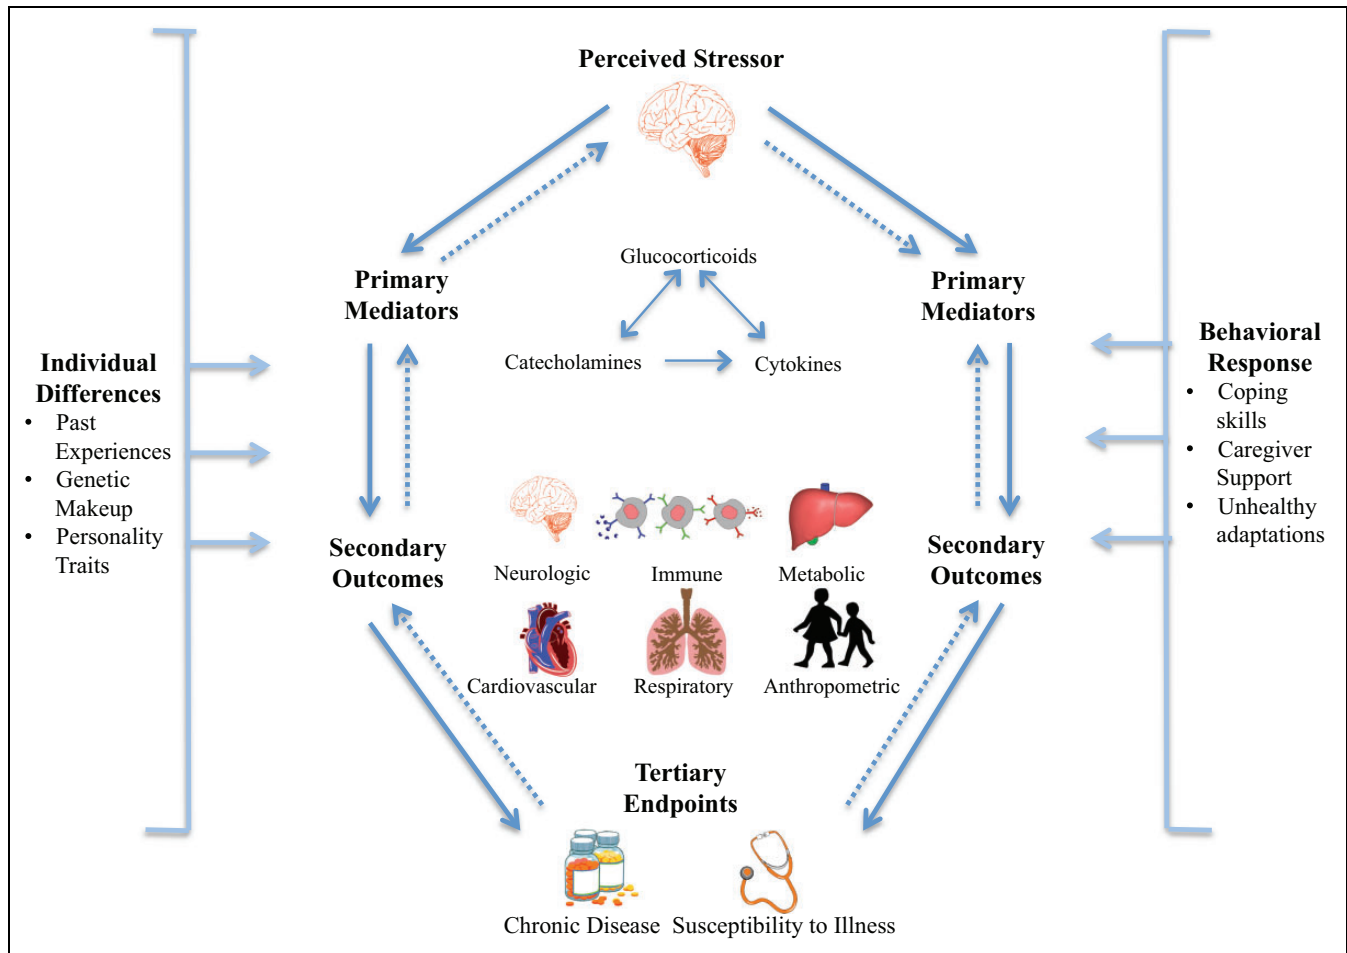 Perceived Stressor
Glucocorticoids
Catecholamines
Cytokines
Primary
Mediators
Primary
Mediators
Individual
Differences
• Past
Experiences
• Genetic
Makeup
• Personality
Traits
Behavioral
Response
• Coping
skills
• Caregiver
Support
• Unhealthy
adaptations
Secondary
Outcomes
Neurologic
Immune
Metabolic
Cardiovascular
Respiratory
Anthropometric
Secondary
Outcomes
Tertiary
Endpoints
Chronic Disease
Susceptibility to Illness